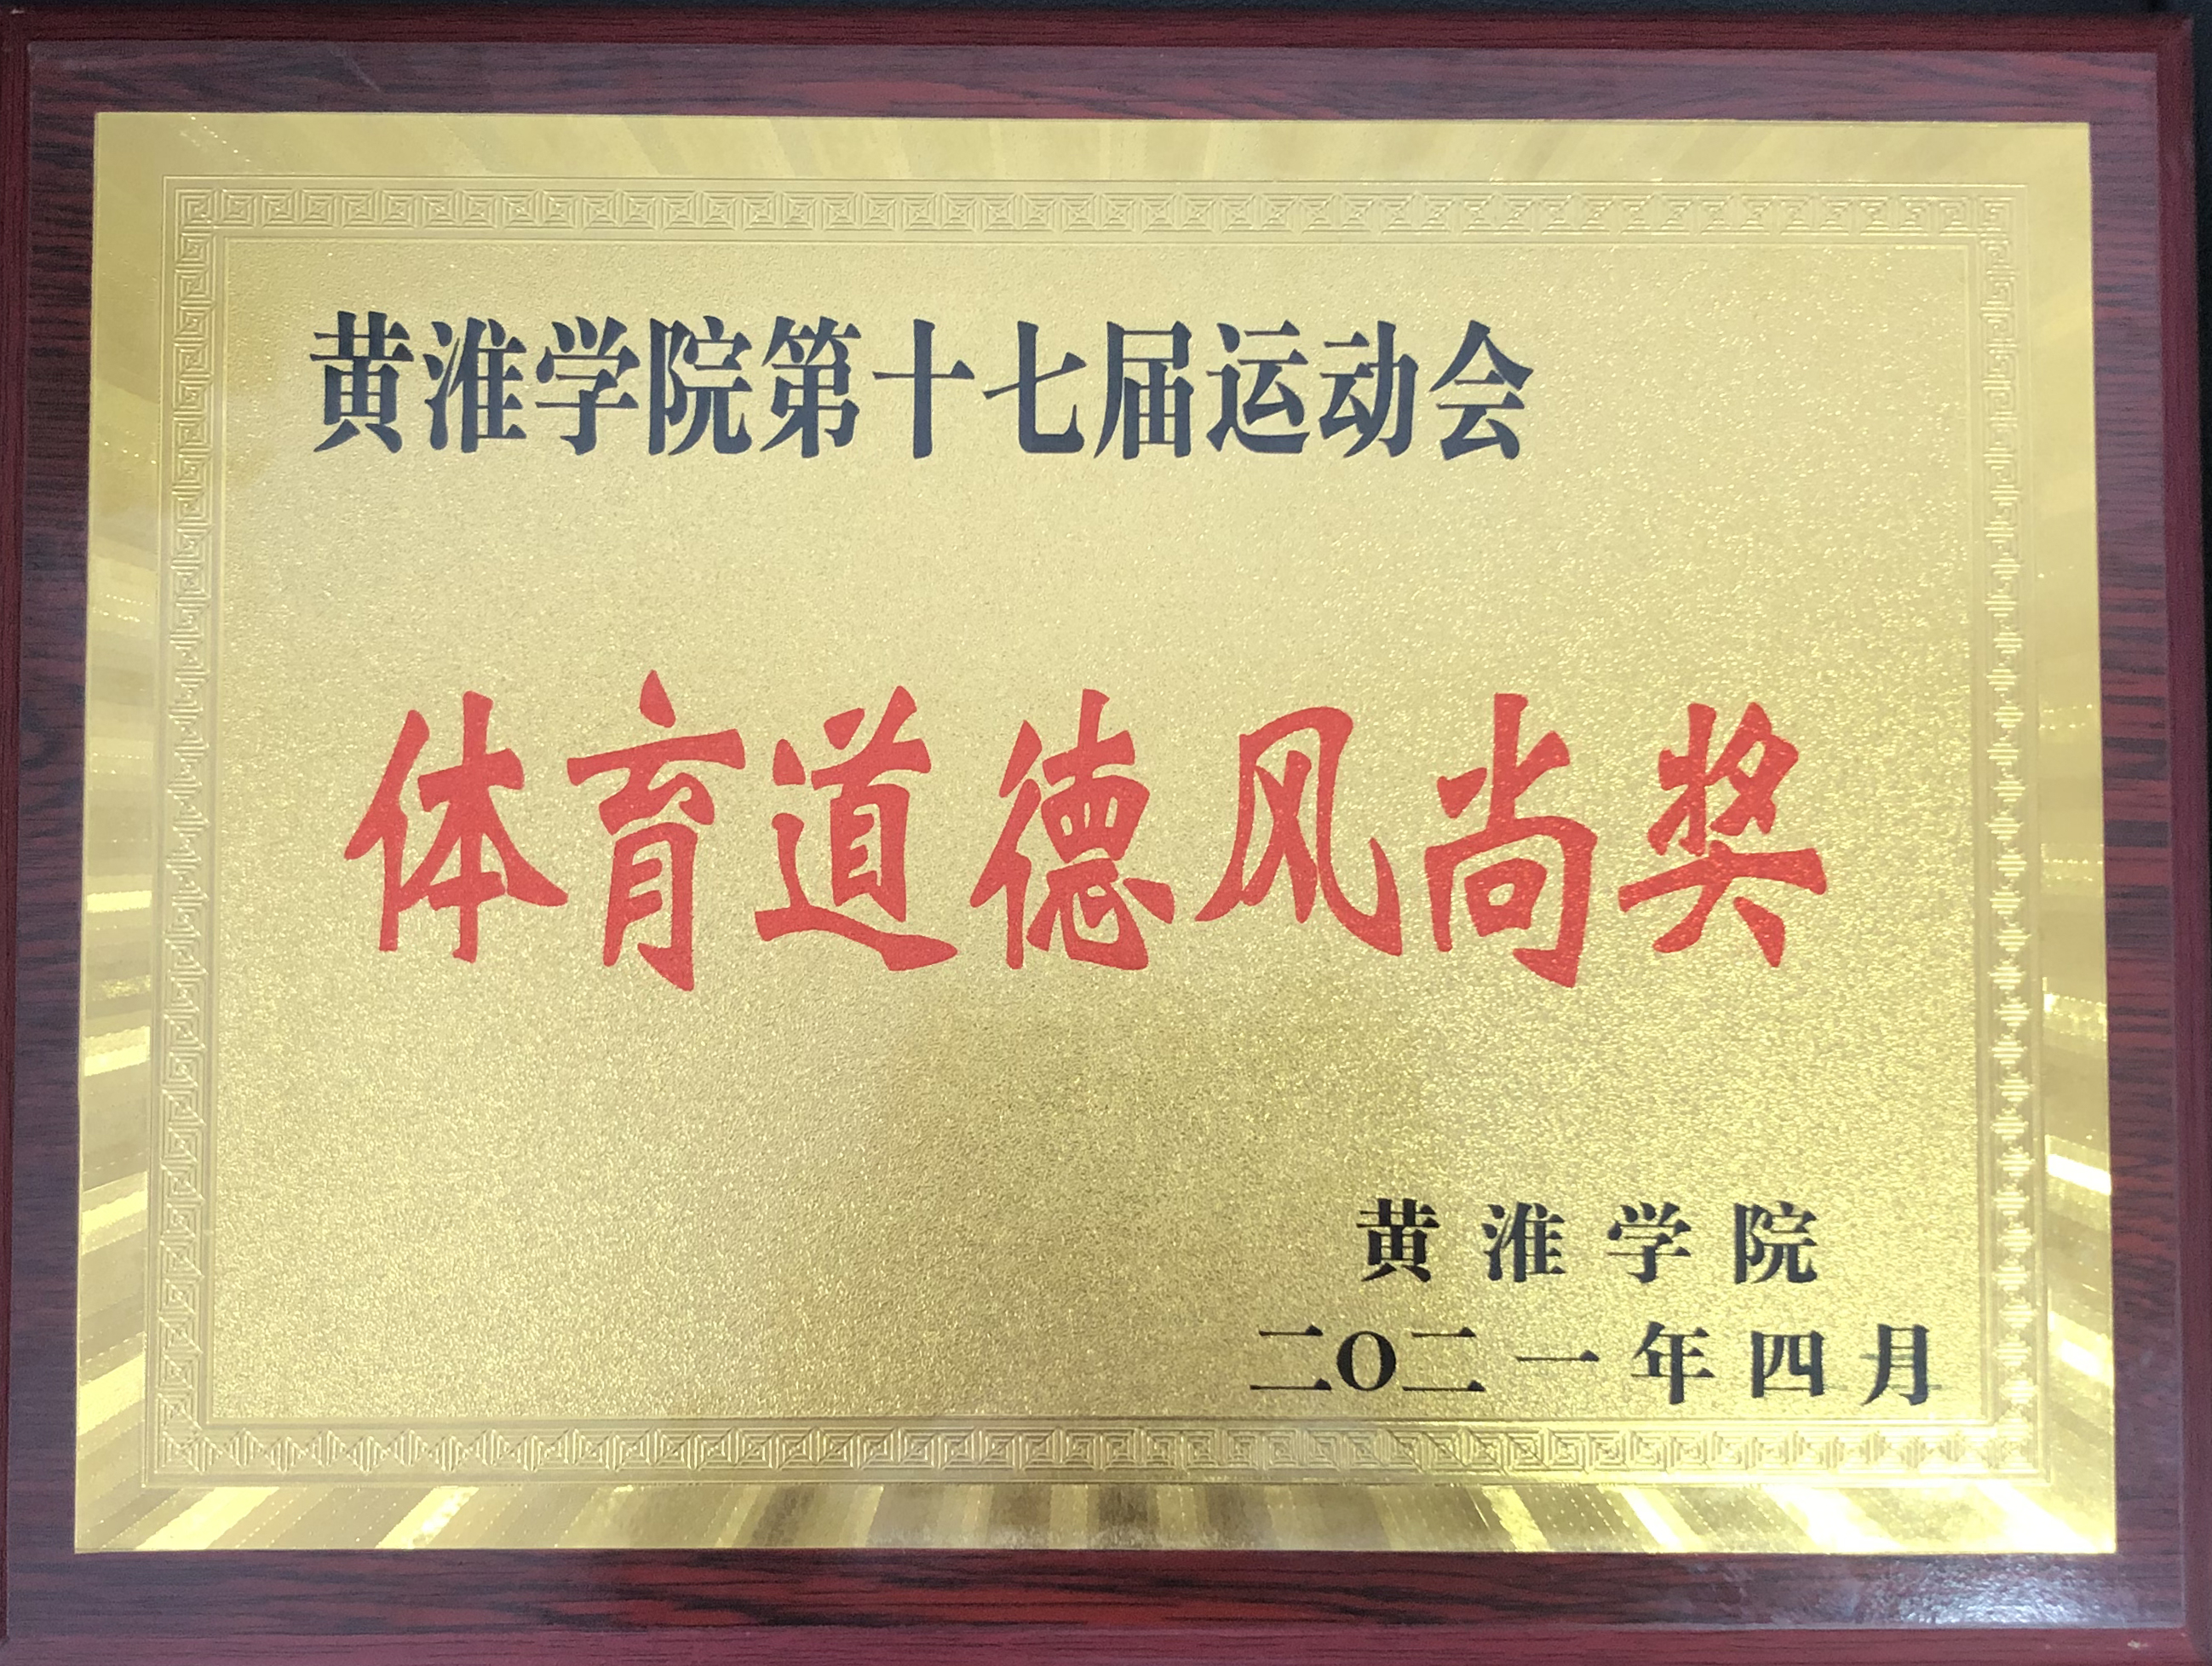 黄淮学院第十七届运动会
体育道德风尚奖
黄淮学院
二O二一年四月